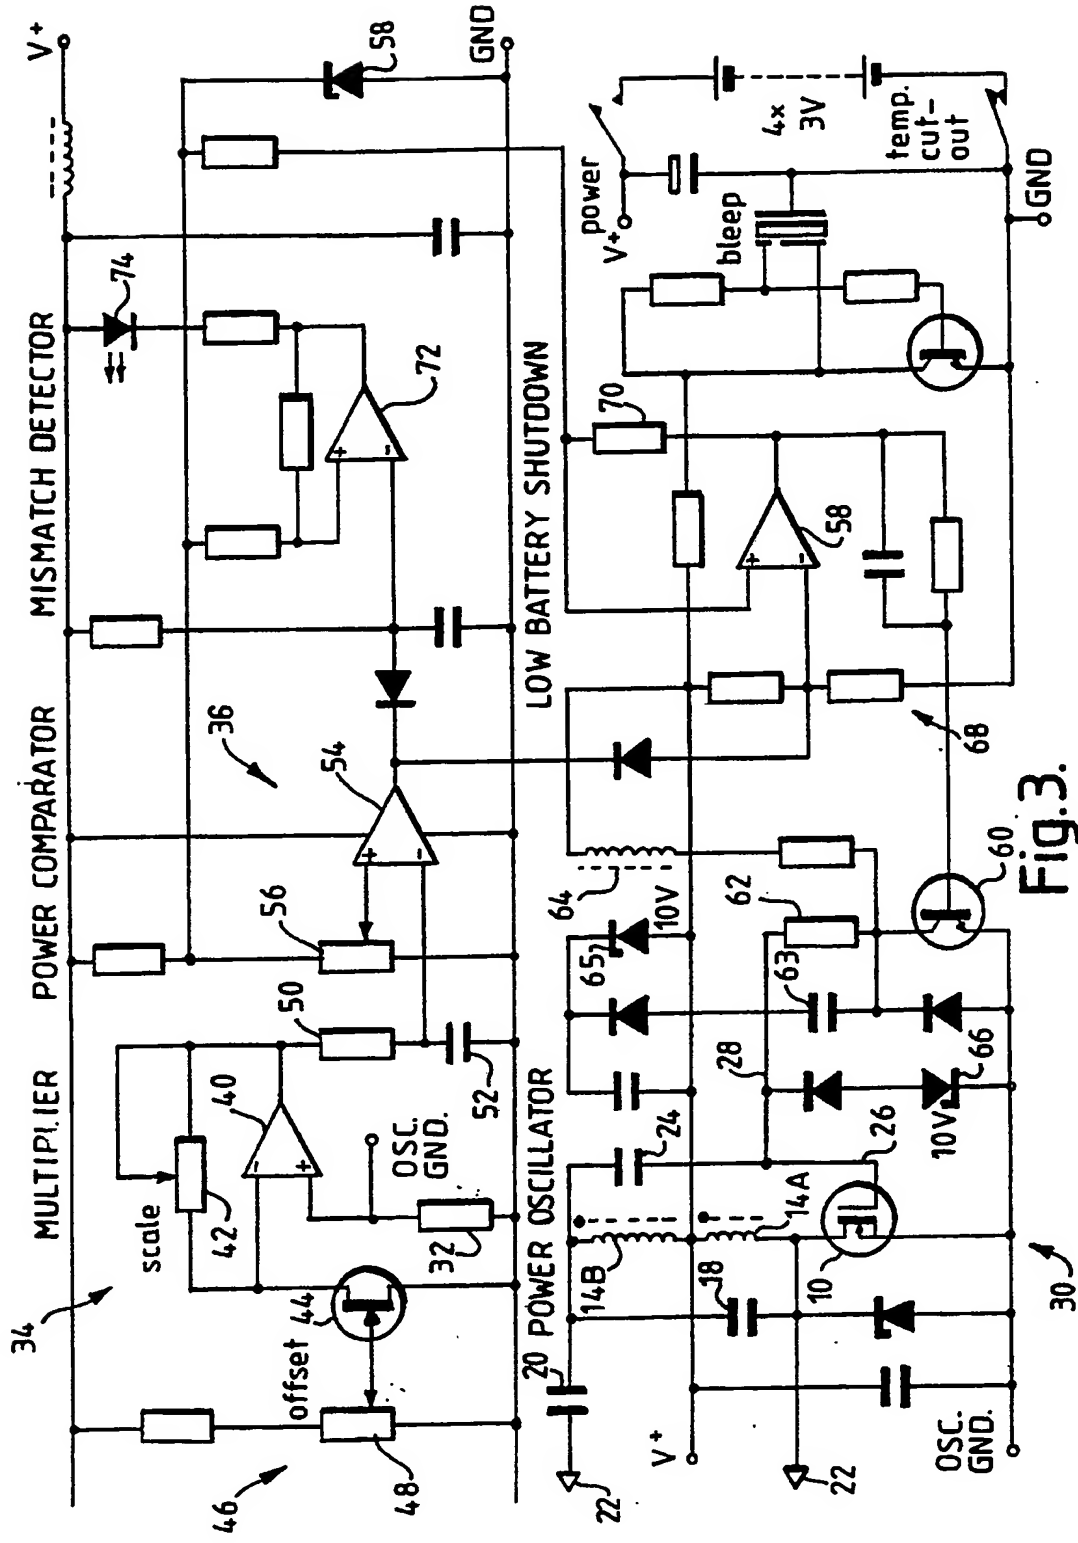 34
MULTIPLIER
POWER COMPARATOR
MISMATCH DETECTOR
V+
scale
42
46
offset
48
44
40
32
OSC.
GND.
50
52
56
36
54
74
72
58
GND
20
POWER OSCILLATOR
LOW BATTERY SHUTDOWN
22
14B
24
64
65
10V
V+
18
14A
28
63
62
70
58
power
V+
bleep
4x
3V
temp.
cut-
out
22
10
26
10V
66
60
68
OSC.
GND.
GND
30
Fig.3.